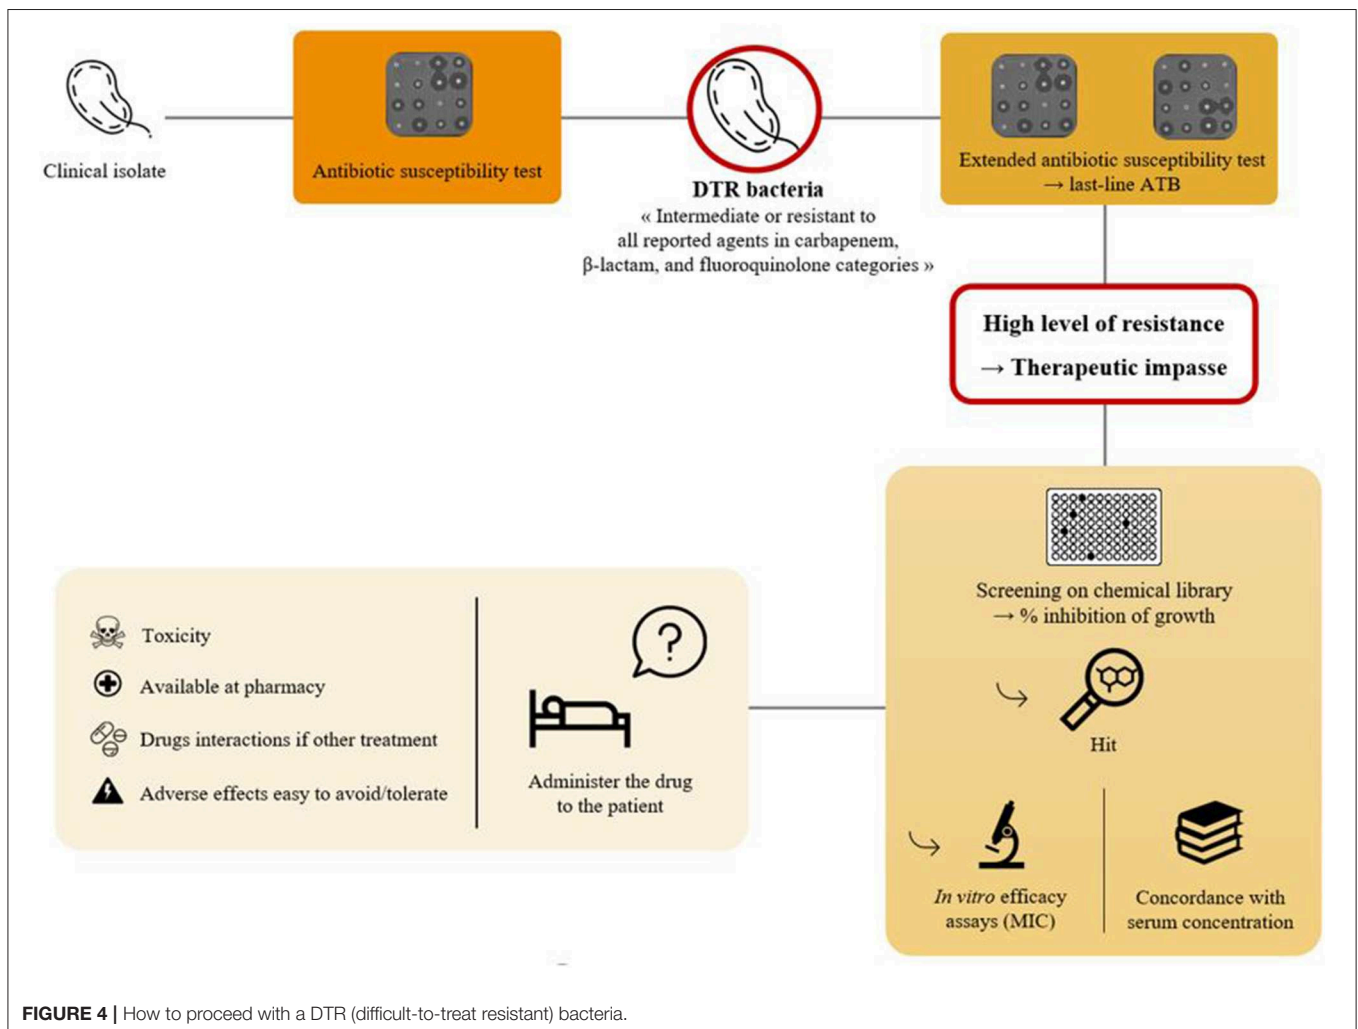 Clinical isolate
Antibiotic susceptibility test
DTR bacteria
« Intermediate or resistant to
all reported agents in carbapenem,
β-lactam, and fluoroquinolone categories »
Extended antibiotic susceptibility test
→ last-line ATB
High level of resistance
→ Therapeutic impasse
Screening on chemical library
→ % inhibition of growth
Hit
In vitro efficacy
assays (MIC)
Concordance with
serum concentration
?
Administer the drug
to the patient
Toxicity
Available at pharmacy
Drugs interactions if other treatment
Adverse effects easy to avoid/tolerate
FIGURE 4 | How to proceed with a DTR (difficult-to-treat resistant) bacteria.